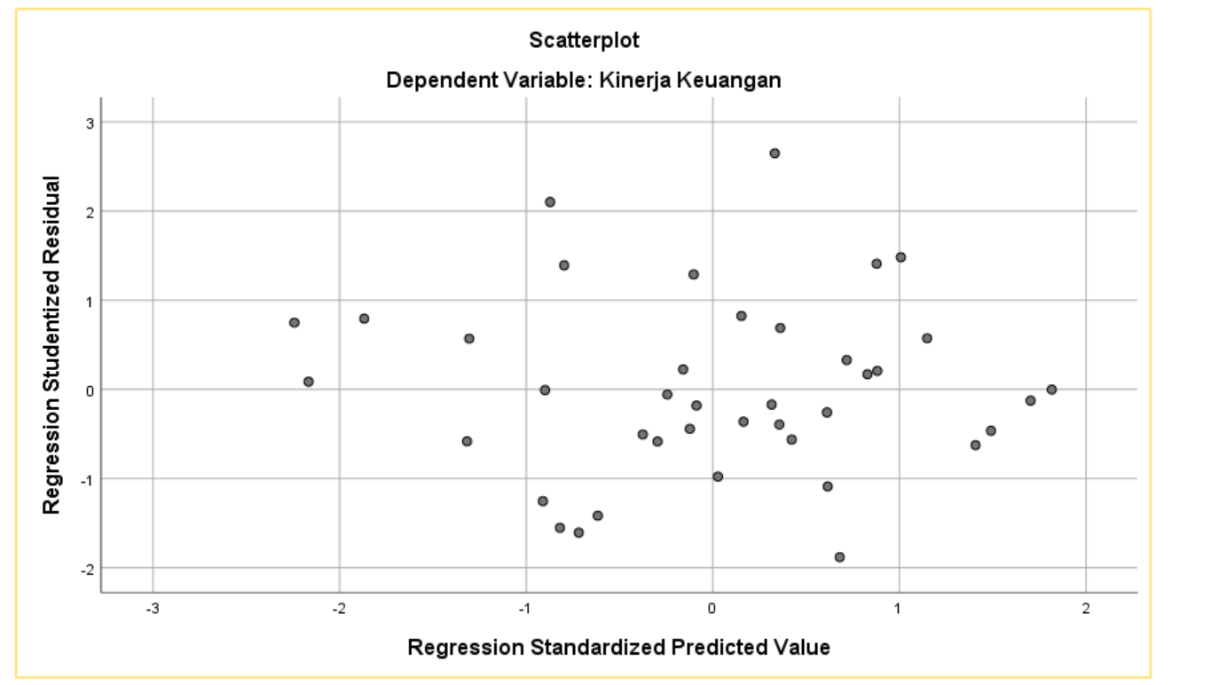 Scatterplot
Dependent Variable: Kinerja Keuangan
Regression Studentized Residual
3
2
1
0
-1
-2
-3 -2 -1 0 1 2
Regression Standardized Predicted Value